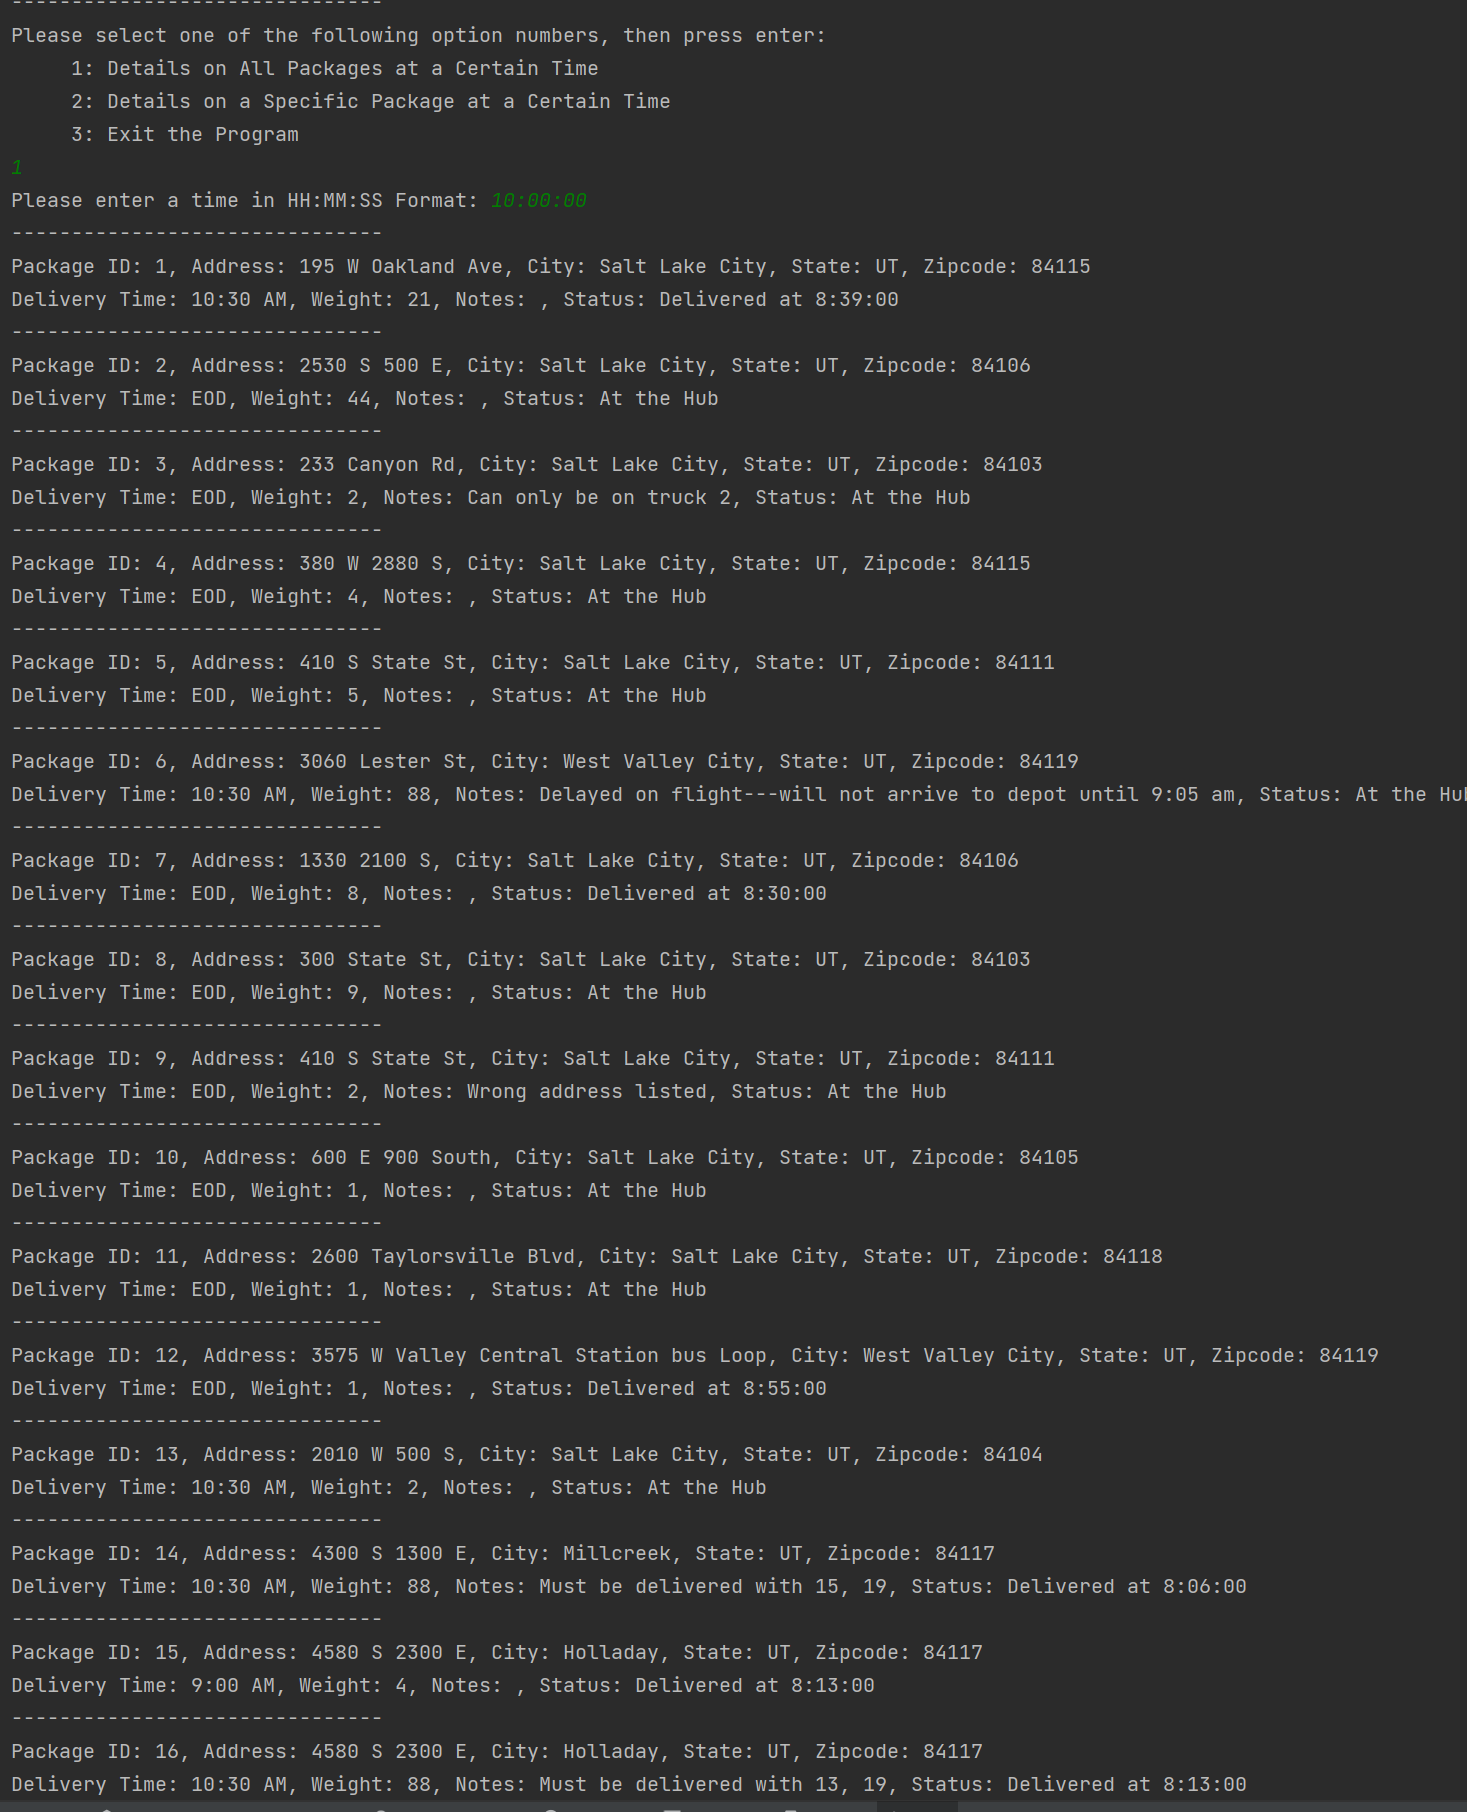 -------------------------------
Please select one of the following option numbers, then press enter:
1: Details on All Packages at a Certain Time
2: Details on a Specific Package at a Certain Time
3: Exit the Program
1
Please enter a time in HH:MM:SS Format: 10:00:00
-------------------------------
Package ID: 1, Address: 195 W Oakland Ave, City: Salt Lake City, State: UT, Zipcode: 84115
Delivery Time: 10:30 AM, Weight: 21, Notes: , Status: Delivered at 8:39:00
-------------------------------
Package ID: 2, Address: 2530 S 500 E, City: Salt Lake City, State: UT, Zipcode: 84106
Delivery Time: EOD, Weight: 44, Notes: , Status: At the Hub
-------------------------------
Package ID: 3, Address: 233 Canyon Rd, City: Salt Lake City, State: UT, Zipcode: 84103
Delivery Time: EOD, Weight: 2, Notes: Can only be on truck 2, Status: At the Hub
-------------------------------
Package ID: 4, Address: 380 W 2880 S, City: Salt Lake City, State: UT, Zipcode: 84115
Delivery Time: EOD, Weight: 4, Notes: , Status: At the Hub
-------------------------------
Package ID: 5, Address: 410 S State St, City: Salt Lake City, State: UT, Zipcode: 84111
Delivery Time: EOD, Weight: 5, Notes: , Status: At the Hub
-------------------------------
Package ID: 6, Address: 3060 Lester St, City: West Valley City, State: UT, Zipcode: 84119
Delivery Time: 10:30 AM, Weight: 88, Notes: Delayed on flight---will not arrive to depot until 9:05 am, Status: At the Hub
-------------------------------
Package ID: 7, Address: 1330 2100 S, City: Salt Lake City, State: UT, Zipcode: 84106
Delivery Time: EOD, Weight: 8, Notes: , Status: Delivered at 8:30:00
-------------------------------
Package ID: 8, Address: 300 State St, City: Salt Lake City, State: UT, Zipcode: 84103
Delivery Time: EOD, Weight: 9, Notes: , Status: At the Hub
-------------------------------
Package ID: 9, Address: 410 S State St, City: Salt Lake City, State: UT, Zipcode: 84111
Delivery Time: EOD, Weight: 2, Notes: Wrong address listed, Status: At the Hub
-------------------------------
Package ID: 10, Address: 600 E 900 South, City: Salt Lake City, State: UT, Zipcode: 84105
Delivery Time: EOD, Weight: 1, Notes: , Status: At the Hub
-------------------------------
Package ID: 11, Address: 2600 Taylorsville Blvd, City: Salt Lake City, State: UT, Zipcode: 84118
Delivery Time: EOD, Weight: 1, Notes: , Status: At the Hub
-------------------------------
Package ID: 12, Address: 3575 W Valley Central Station bus Loop, City: West Valley City, State: UT, Zipcode: 84119
Delivery Time: EOD, Weight: 1, Notes: , Status: Delivered at 8:55:00
-------------------------------
Package ID: 13, Address: 2010 W 500 S, City: Salt Lake City, State: UT, Zipcode: 84104
Delivery Time: 10:30 AM, Weight: 2, Notes: , Status: At the Hub
-------------------------------
Package ID: 14, Address: 4300 S 1300 E, City: Millcreek, State: UT, Zipcode: 84117
Delivery Time: 10:30 AM, Weight: 88, Notes: Must be delivered with 15, 19, Status: Delivered at 8:06:00
-------------------------------
Package ID: 15, Address: 4580 S 2300 E, City: Holladay, State: UT, Zipcode: 84117
Delivery Time: 9:00 AM, Weight: 4, Notes: , Status: Delivered at 8:13:00
-------------------------------
Package ID: 16, Address: 4580 S 2300 E, City: Holladay, State: UT, Zipcode: 84117
Delivery Time: 10:30 AM, Weight: 88, Notes: Must be delivered with 13, 19, Status: Delivered at 8:13:00